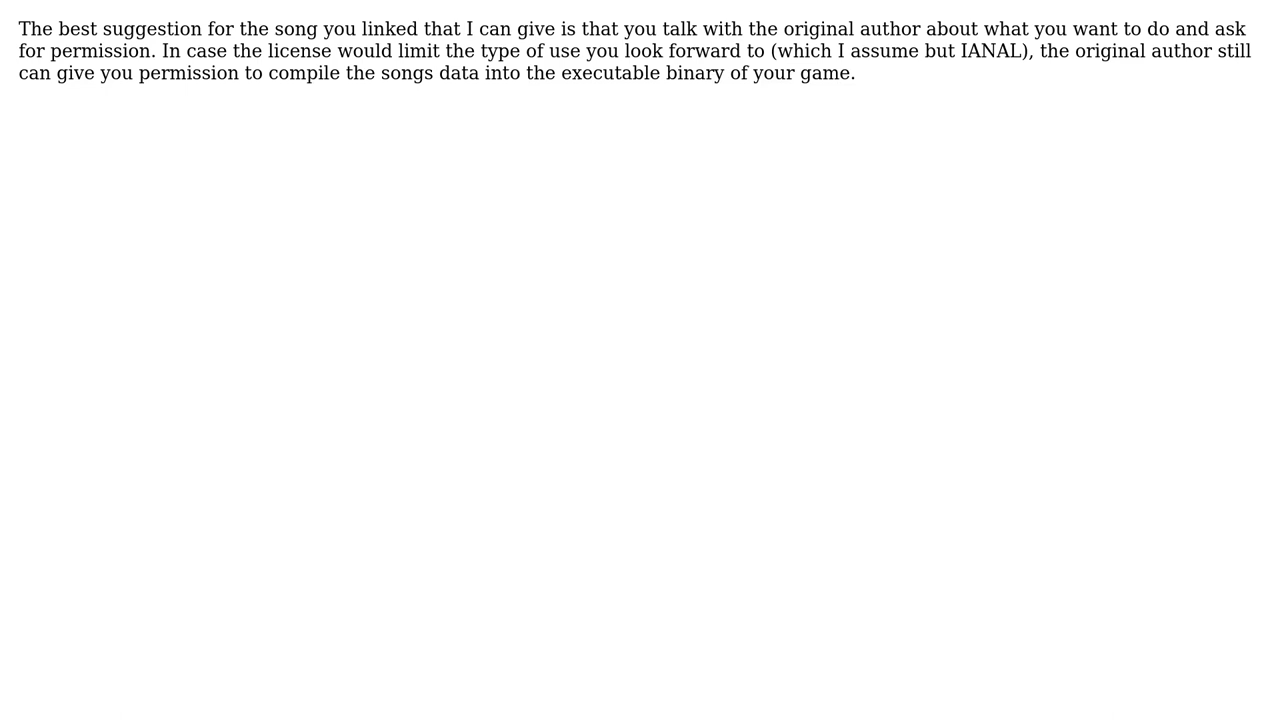 The best suggestion for the song you linked that I can give is that you talk with the original author about what you want to do and ask
for permission. In case the license would limit the type of use you look forward to (which I assume but IANAL), the original author still
can give you permission to compile the songs data into the executable binary of your game.